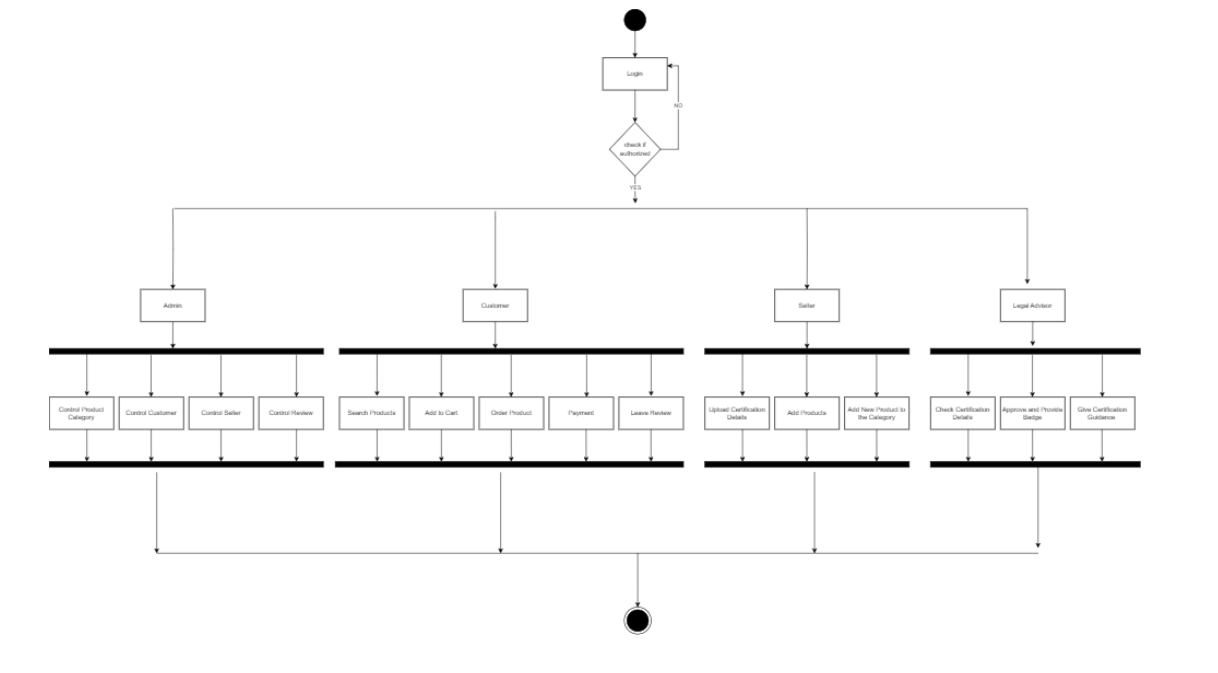 Login
NO
check if
authorized
YES
Admin
Customer
Seller
Legal Advisor
Control Product
Category
Control Customer
Control Seller
Control Review
Search Products
Add to Cart
Order Product
Payment
Leave Review
Upload Certification
Details
Add Products
Add New Product to
the Category
Check Certification
Details
Approve and Provide
Badge
Give Certification
Guidance